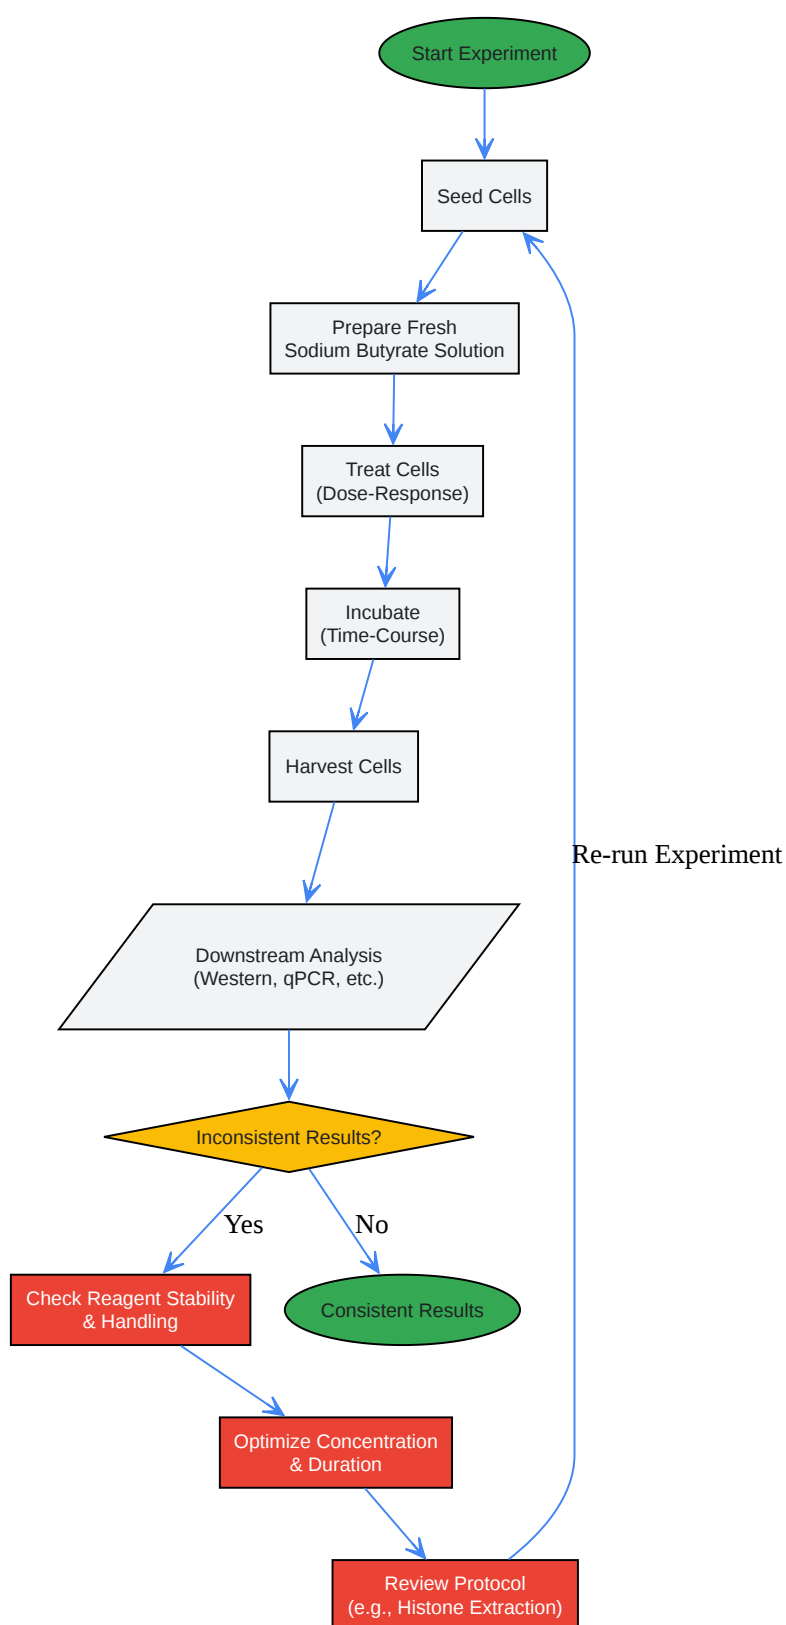 Start Experiment
Seed Cells
Prepare Fresh
Sodium Butyrate Solution
Treat Cells
(Dose-Response)
Incubate
(Time-Course)
Harvest Cells
Re-run Experiment
Downstream Analysis
(Western, qPCR, etc.)
Inconsistent Results?
Yes
No
Check Reagent Stability
& Handling
Consistent Results
Optimize Concentration
& Duration
Review Protocol
(e.g., Histone Extraction)